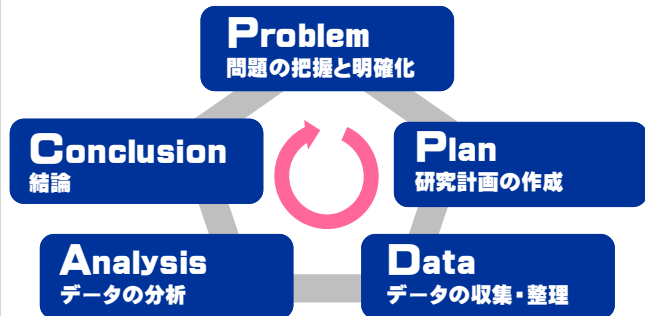 Problem
問題の把握と明確化
Plan
研究計画の作成
Data
データの収集・整理
Analysis
データの分析
Conclusion
結論